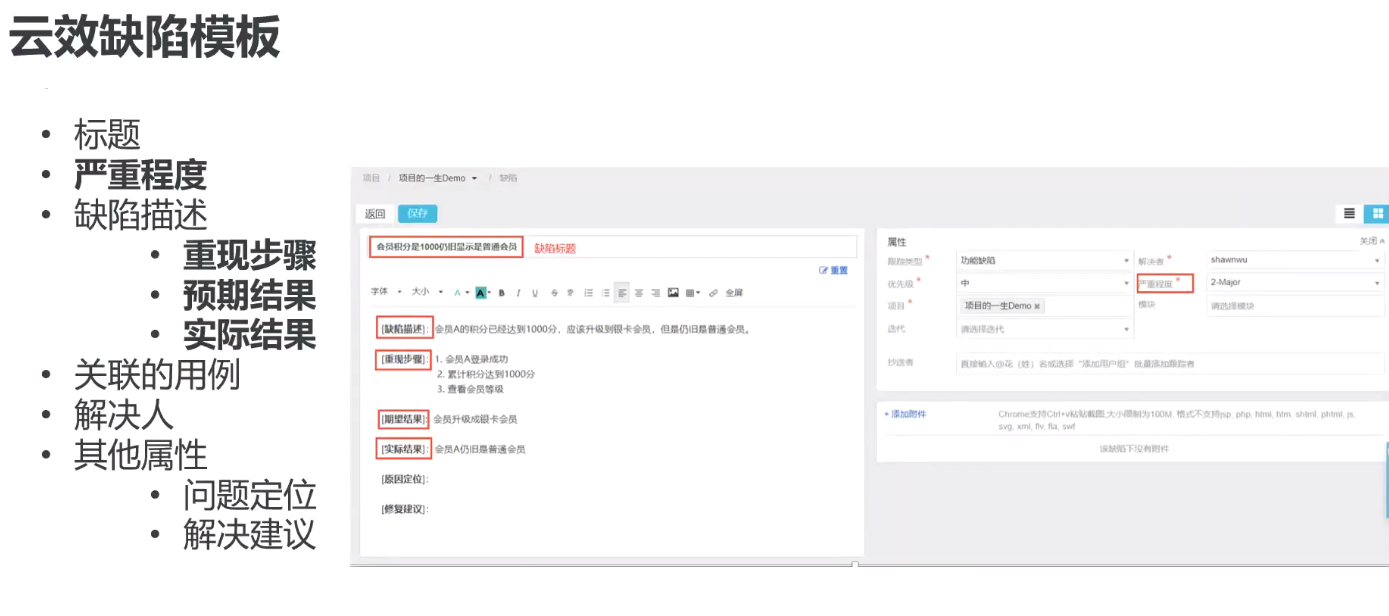 云效缺陷模板
• 标题
• 严重程度
• 缺陷描述
• 重现步骤
• 预期结果
• 实际结果
• 关联的用例
• 解决人
• 其他属性
• 问题定位
• 解决建议
项目 / 项目的一生Demo / 缺陷
返回 保存
会员积分是1000仍旧显示是普通会员 缺陷标题
重置
字体 大小 A A B I U 全屏
[缺陷描述]: 会员A的积分已经达到1000分，应该升级到银卡会员，但是仍旧是普通会员。
[重现步骤]: 1. 会员A登录成功
2. 累计积分达到1000分
3. 查看会员等级
[期望结果]: 会员升级成银卡会员
[实际结果]: 会员A仍旧是普通会员
[原因定位]:
[修复建议]:
属性 关闭
跟踪类型* 功能缺陷 解决者* shawnwu
优先级* 中 严重程度* 2-Major
项目* 项目的一生Demo × 模块 请选择模块
迭代 请选择迭代
抄送者 直接输入@花（姓）名或选择“添加用户组”批量添加跟踪者
+ 添加附件 Chrome支持Ctrl+v粘贴截图,大小限制为100M, 格式不支持jsp, php, html, htm, shtml, phtml, js,
svg, xml, flv, fla, swf
该缺陷下没有附件